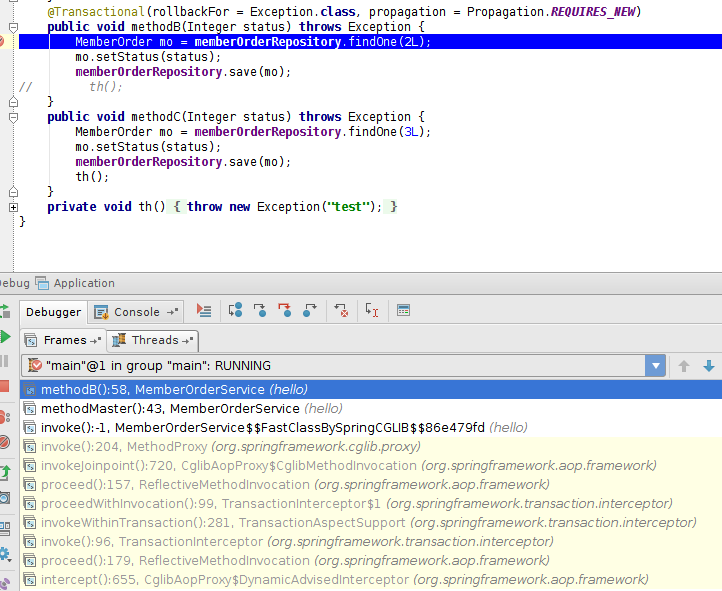 @Transactional(rollbackFor = Exception.class, propagation = Propagation.REQUIRES_NEW)
public void methodB(Integer status) throws Exception {
MemberOrder mo = memberOrderRepository.findOne(2L);
mo.setStatus(status);
memberOrderRepository.save(mo);
// th();
}
public void methodC(Integer status) throws Exception {
MemberOrder mo = memberOrderRepository.findOne(3L);
mo.setStatus(status);
memberOrderRepository.save(mo);
th();
}
private void th() { throw new Exception("test"); }
}
ebug Application
Debugger Console
Frames Threads
"main"@1 in group "main": RUNNING
methodB():58, MemberOrderService (hello)
methodMaster():43, MemberOrderService (hello)
invoke():-1, MemberOrderService$$FastClassBySpringCGLIB$$86e479fd (hello)
invoke():204, MethodProxy (org.springframework.cglib.proxy)
invokeJoinpoint():720, CglibAopProxy$CglibMethodInvocation (org.springframework.aop.framework)
proceed():157, ReflectiveMethodInvocation (org.springframework.aop.framework)
proceedWithInvocation():99, TransactionInterceptor$1 (org.springframework.transaction.interceptor)
invokeWithinTransaction():281, TransactionAspectSupport (org.springframework.transaction.interceptor)
invoke():96, TransactionInterceptor (org.springframework.transaction.interceptor)
proceed():179, ReflectiveMethodInvocation (org.springframework.aop.framework)
intercept():655, CglibAopProxy$DynamicAdvisedInterceptor (org.springframework.aop.framework)